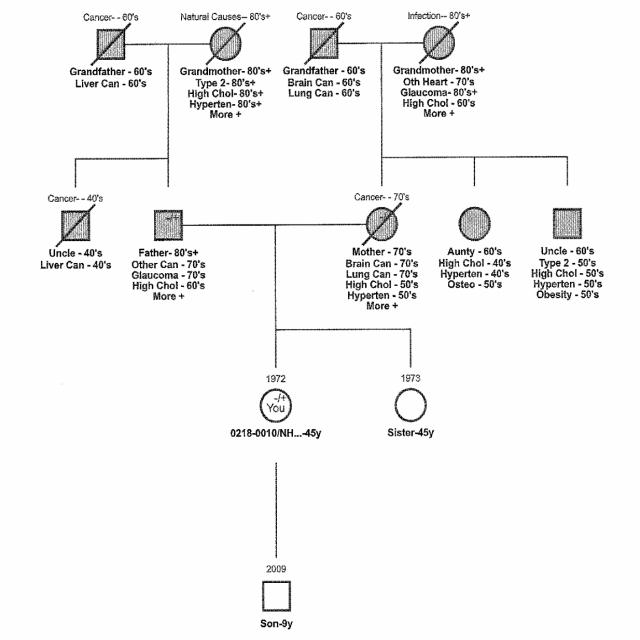 Cancer- - 60's
Natural Causes-- 80's+
Cancer- - 60's
Infection-- 80's+
Grandfather - 60's
Liver Can - 60's
Grandmother- 80's+
Type 2- 80's+
High Chol- 80's+
Hyperten- 80's+
More +
Grandfather - 60's
Brain Can - 60's
Lung Can - 60's
Grandmother- 80's+
Oth Heart - 70's
Glaucoma- 80's+
High Chol - 60's
More +
Cancer- - 40's
Uncle - 40's
Liver Can - 40's
-/+
Father- 80's+
Other Can - 70's
Glaucoma - 70's
High Chol - 60's
More +
Cancer- - 70's
Mother - 70's
Brain Can - 70's
Lung Can - 70's
High Chol - 50's
Hyperten - 50's
More +
Aunty - 60's
High Chol - 40's
Hyperten - 40's
Osteo - 50's
Uncle - 60's
Type 2 - 50's
High Chol - 50's
Hyperten - 50's
Obesity - 50's
1972
-/+
You
0218-0010/NH...-45y
1973
Sister-45y
2009
Son-9y